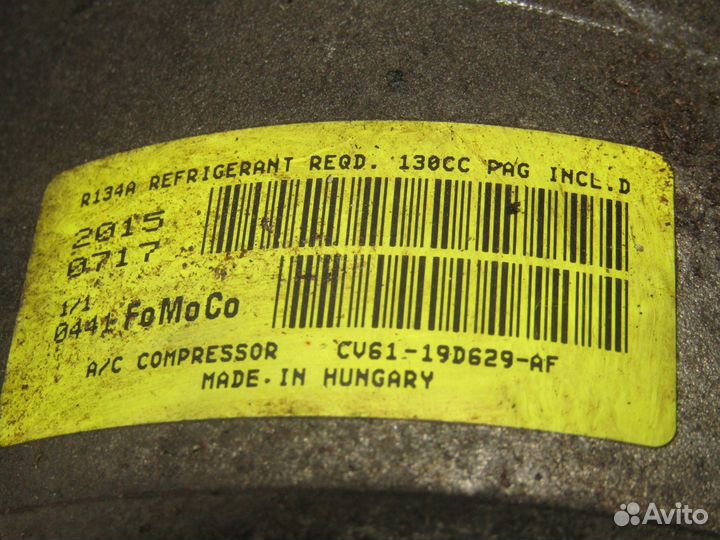 R134A REFRIGERANT REQD. 130CC PAG INCL.D
2015
0717
1/1
0441 FoMoCo
A/C COMPRESSOR CV61-19D629-AF
MADE.IN HUNGARY
Avito